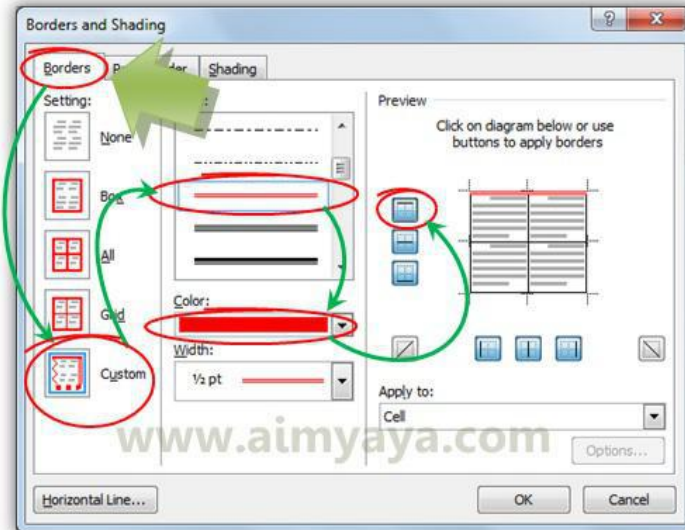 Borders and Shading
Borders
Shading
Setting:
None
Box
All
Grid
Custom
Color:
Width:
½ pt
Preview
Click on diagram below or use
buttons to apply borders
Apply to:
Cell
Options...
www.aimyaya.com
Horizontal Line...
OK
Cancel